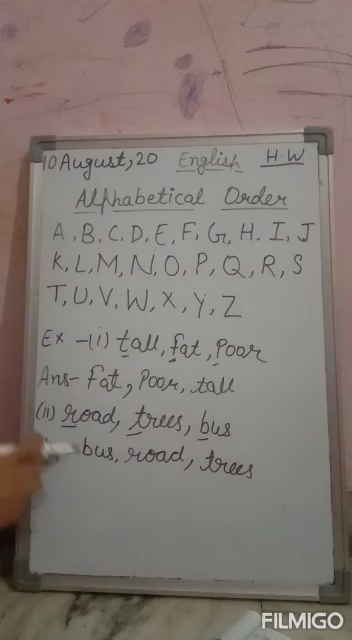 10 August, 20 English H.W
Alphabetical Order
A, B, C, D, E, F, G, H. I, J
K, L, M, N, O, P, Q, R, S
T, U, V, W, X, Y, Z
Ex -(i) tall, fat, Poor
Ans- Fat, Poor, tall
(ii) road, trees, bus
bus, road, trees
FILMIGO